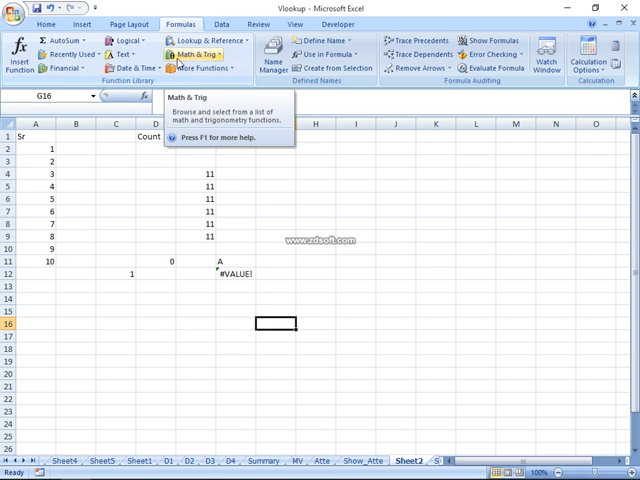 Vlookup - Microsoft Excel
Home Insert Page Layout Formulas Data Review View Developer
Insert Function
AutoSum Logical Lookup & Reference
Recently Used Text Math & Trig
Financial Date & Time More Functions
Function Library
Name Manager
Define Name
Use in Formula
Create from Selection
Defined Names
Trace Precedents Show Formulas
Trace Dependents Error Checking
Remove Arrows Evaluate Formula
Formula Auditing
Watch Window
Calculation Options
Calculation
G16 fx
Math & Trig
Browse and select from a list of
math and trigonometry functions.
Press F1 for more help.
A B C D H I J K L M N O
1 Sr Count
2 1
3 2
4 3 11
5 4 11
6 5 11
7 6 11
8 7 11
9 8 11
10 9
11 10 0 A
12 1 #VALUE!
13
14
15
16
17
18
19
20
21
22
23
24
25
26
www.zdsoft.com
Sheet4 Sheet5 Sheet1 D1 D2 D3 D4 Summary MV Atte Show_Atte Sheet2 S
Ready 100%